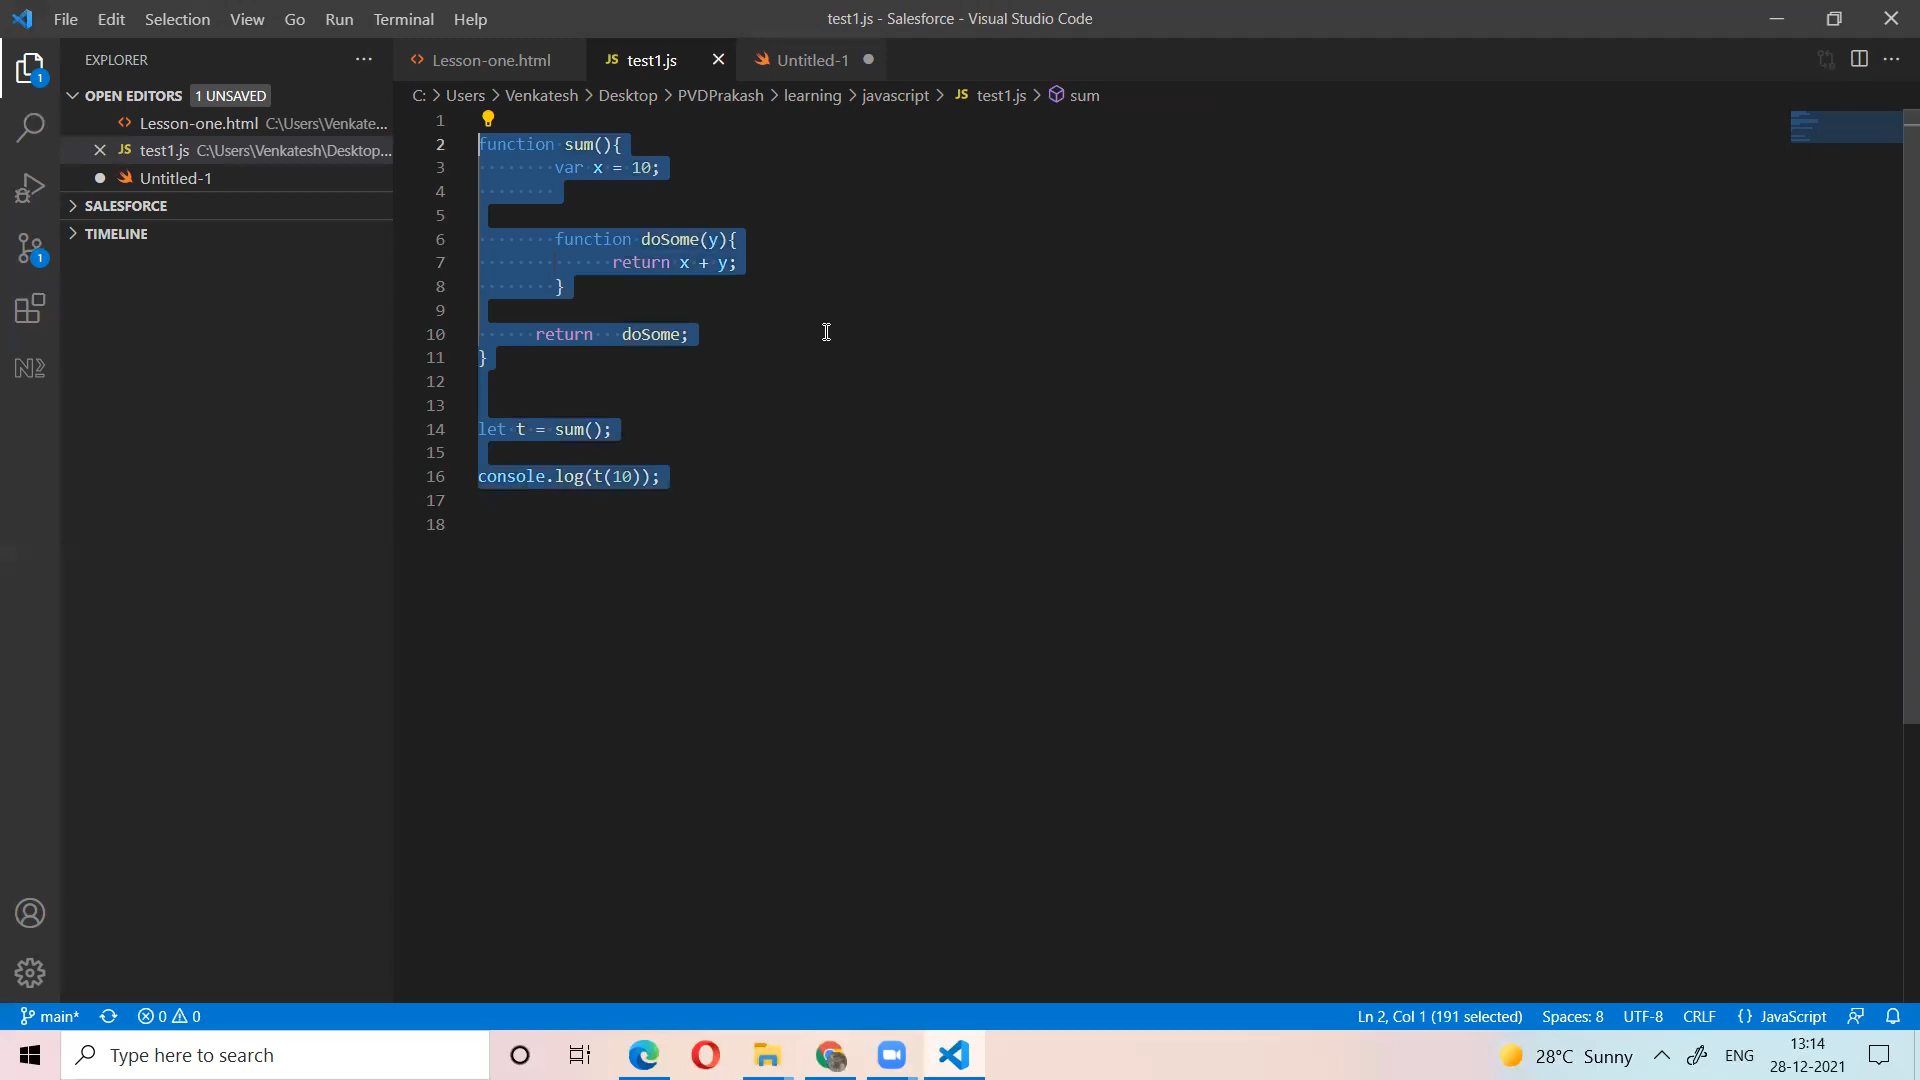 File Edit Selection View Go Run Terminal Help
test1.js - Salesforce - Visual Studio Code
EXPLORER
Lesson-one.html
JS test1.js
Untitled-1
OPEN EDITORS 1 UNSAVED
C: > Users > Venkatesh > Desktop > PVDPrakash > learning > javascript > JS test1.js > sum
Lesson-one.html C:\Users\Venkate...
JS test1.js C:\Users\Venkatesh\Desktop...
Untitled-1
SALESFORCE
TIMELINE
1
2 function sum(){
3 var x = 10;
4
5
6 function doSome(y){
7 return x + y;
8 }
9
10 return doSome;
11 }
12
13
14 let t = sum();
15
16 console.log(t(10));
17
18
1
1
main* 0 0
Ln 2, Col 1 (191 selected) Spaces: 8 UTF-8 CRLF {} JavaScript
Type here to search
28°C Sunny
ENG
13:14
28-12-2021